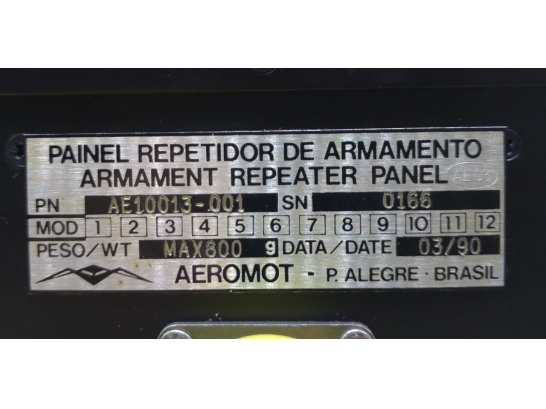 PAINEL REPETIDOR DE ARMAMENTO
ARMAMENT REPEATER PANEL
PN AE10013-001 SN 0166
MOD 1 2 3 4 5 6 7 8 9 10 11 12
PESO/WT MAX800 g DATA/DATE 03/90
AEROMOT - P. ALEGRE · BRASIL